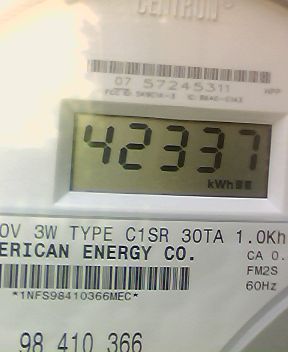 CENTRON®
07 57245311
42337
kWh
0V 3W TYPE C1SR 30TA 1.0Kh
ERICAN ENERGY CO.
CA 0.
FM2S
60Hz
*1NFS98410366MEC*
98 410 366